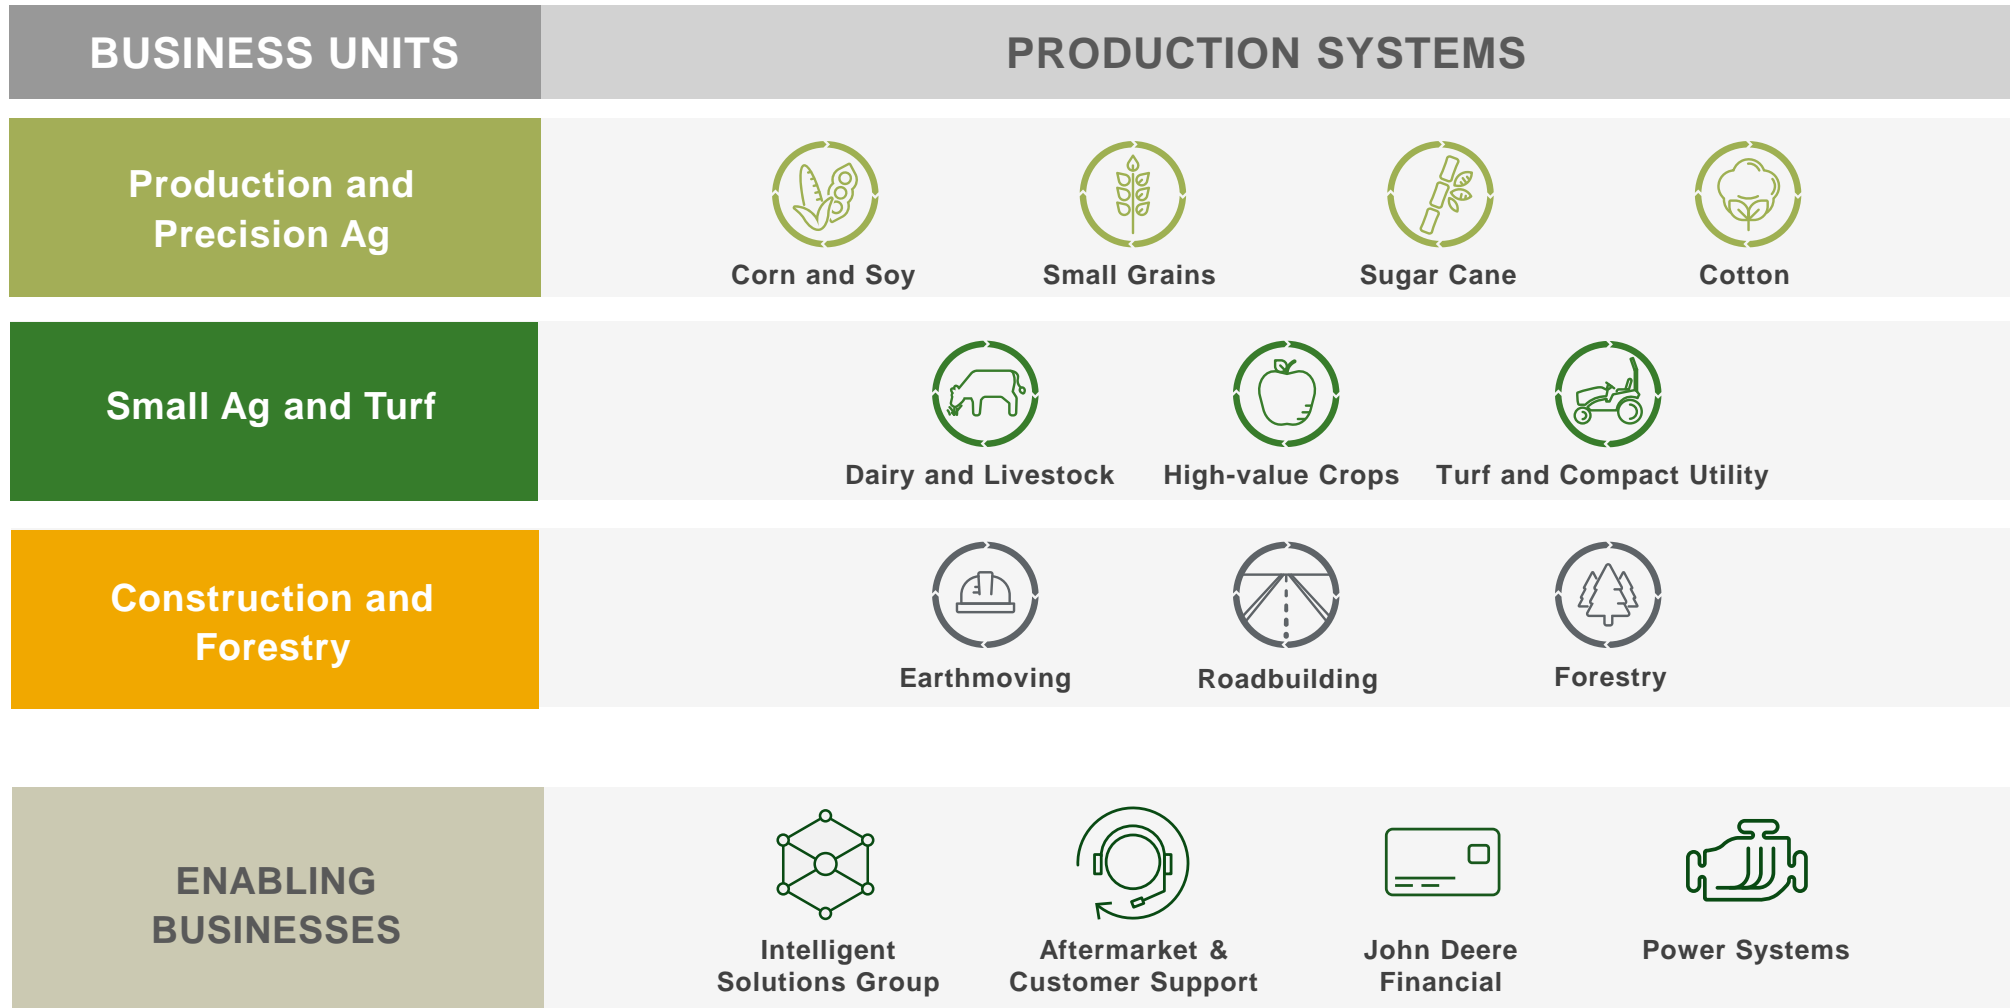 BUSINESS UNITS
PRODUCTION SYSTEMS
Production and
Precision Ag
Corn and Soy
Small Grains
Sugar Cane
Cotton
Small Ag and Turf
Dairy and Livestock
High-value Crops
Turf and Compact Utility
Construction and
Forestry
Earthmoving
Roadbuilding
Forestry
ENABLING
BUSINESSES
Intelligent
Solutions Group
Aftermarket &
Customer Support
John Deere
Financial
Power Systems